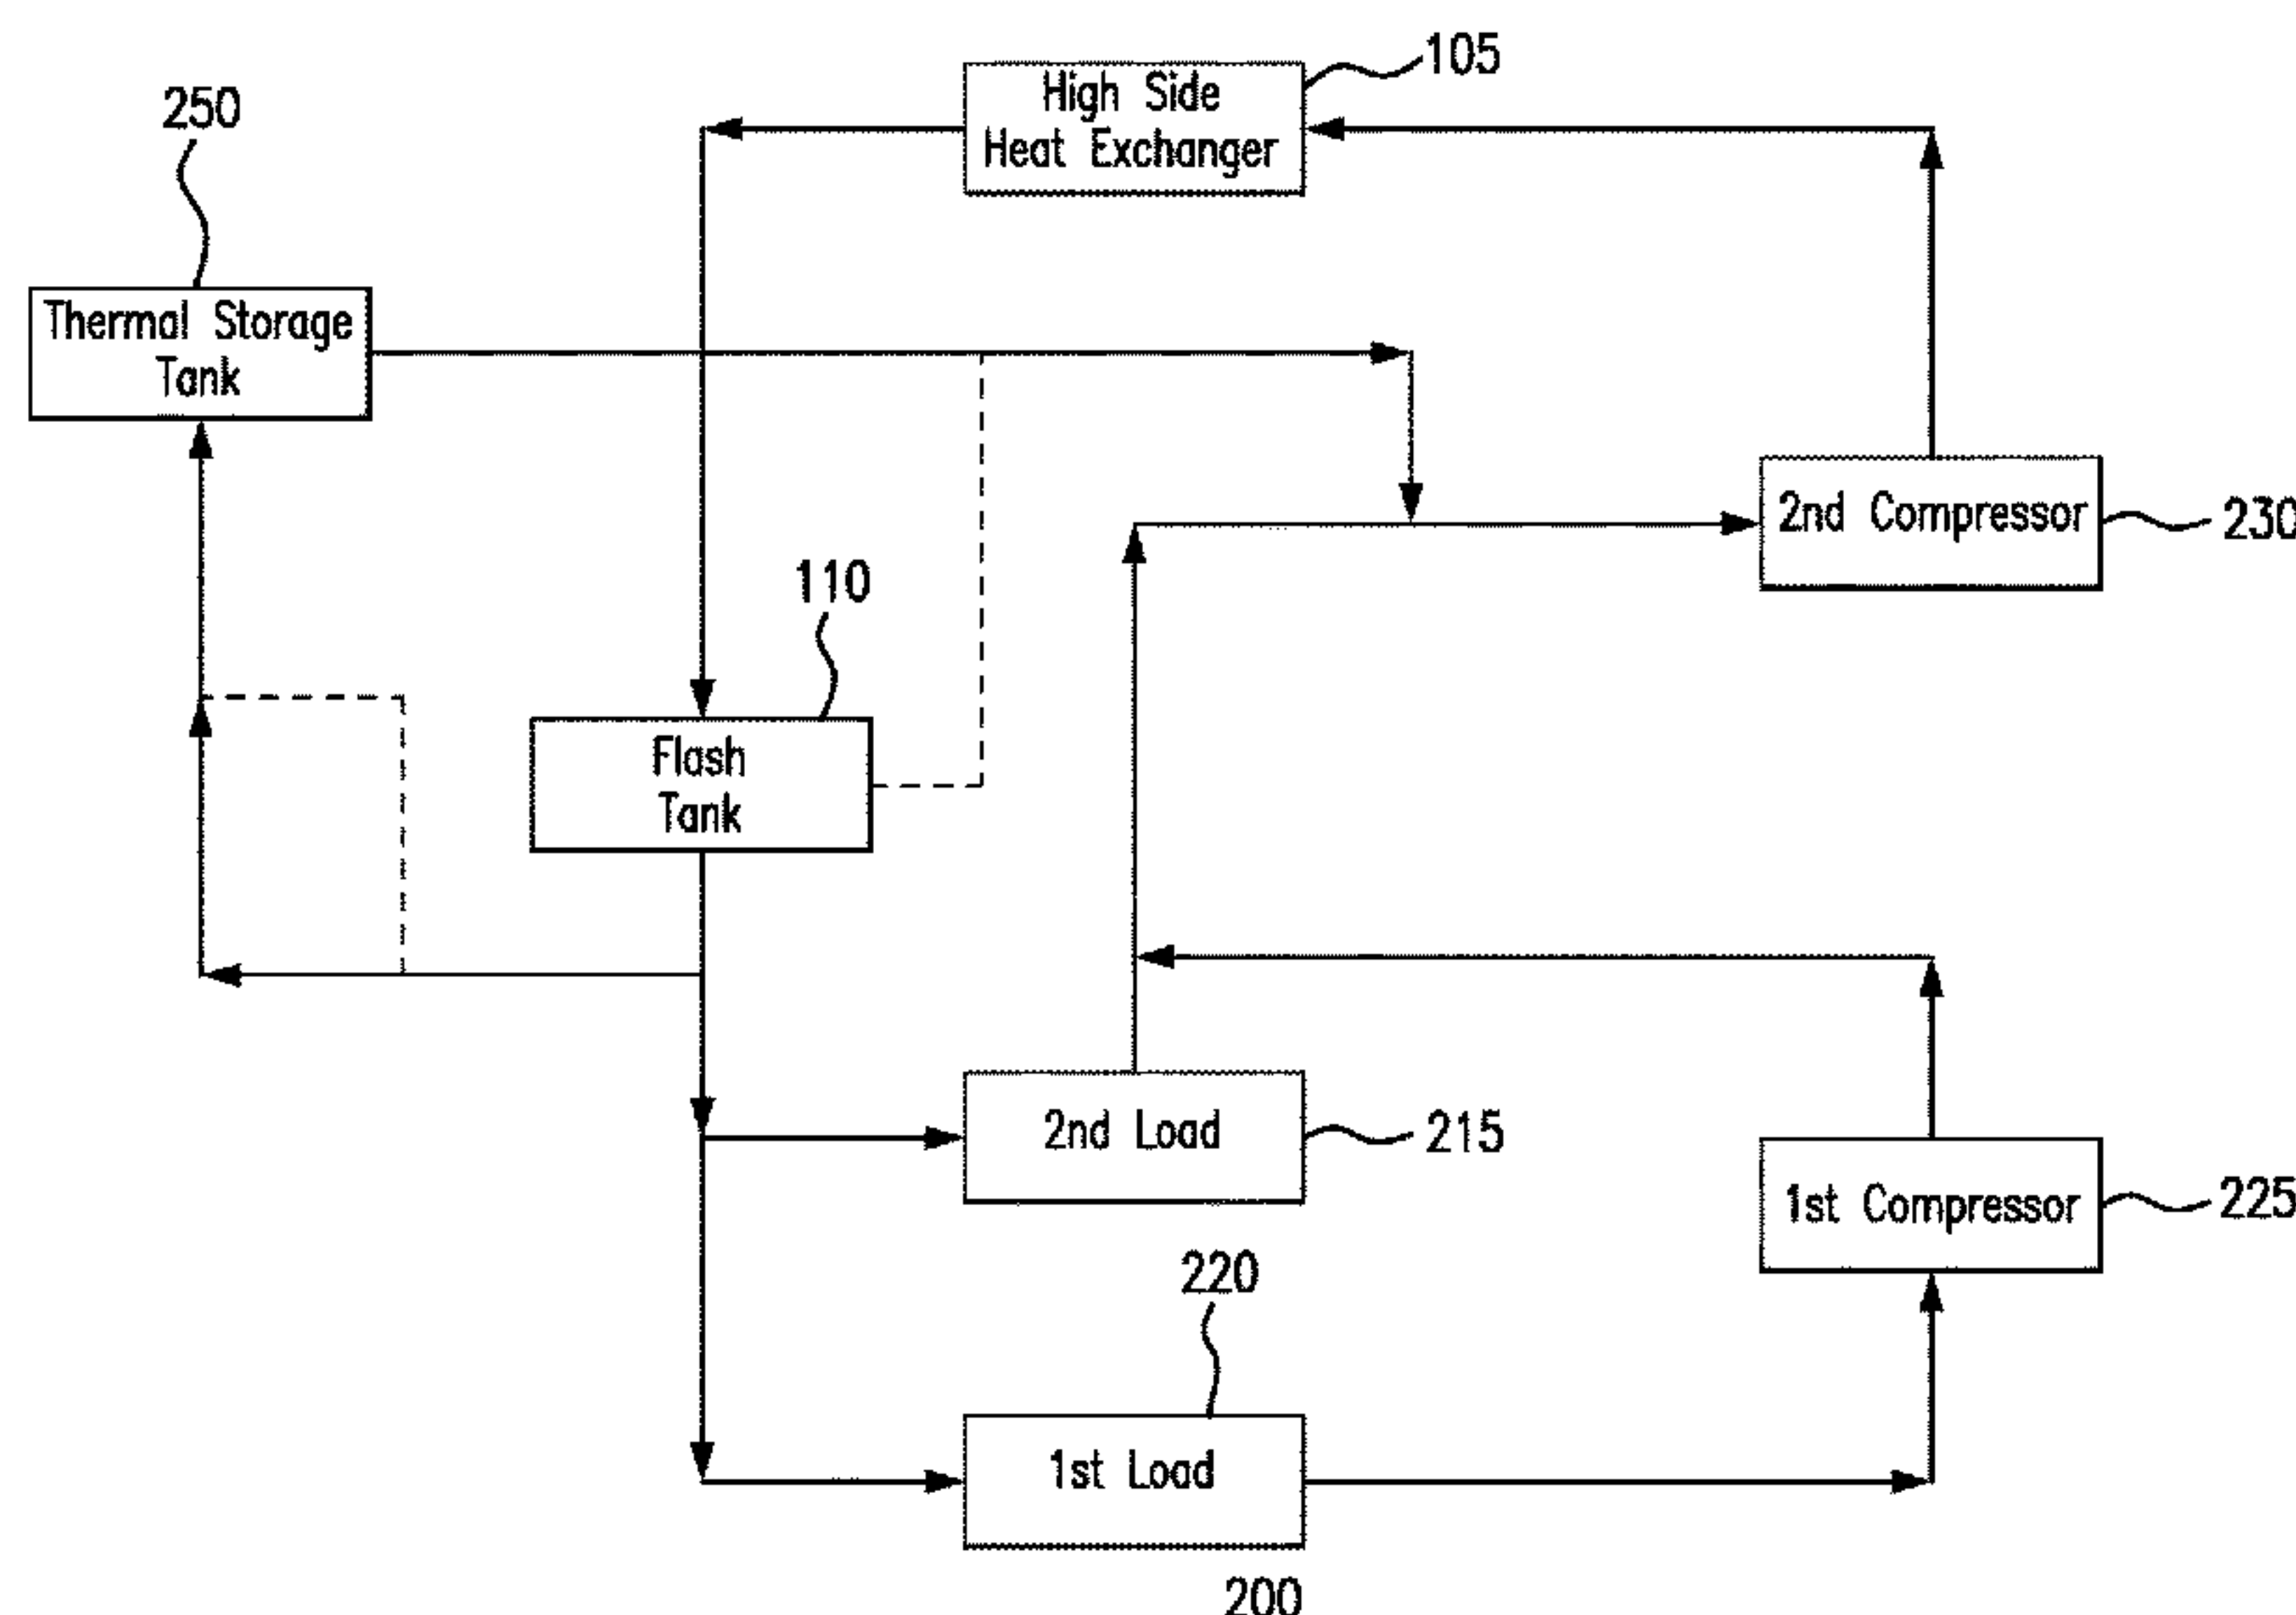 105
High Side
Heat Exchanger
250
Thermal Storage
Tank
2nd Compressor
230
110
Flash
Tank
2nd Load
215
1st Compressor
225
220
1st Load
200